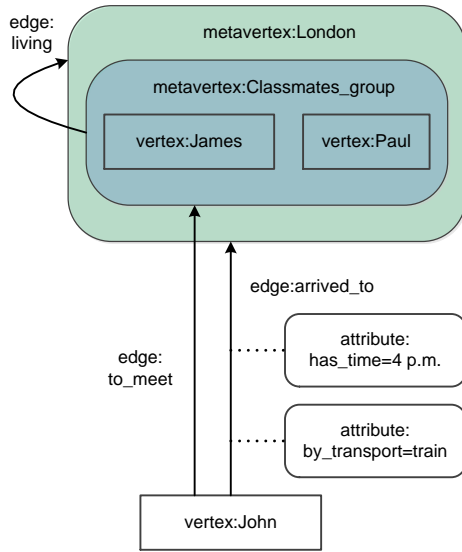 edge:
living
metavertex:London
metavertex:Classmates_group
vertex:James
vertex:Paul
edge:arrived_to
edge:
to_meet
attribute:
has_time=4 p.m.
attribute:
by_transport=train
vertex:John